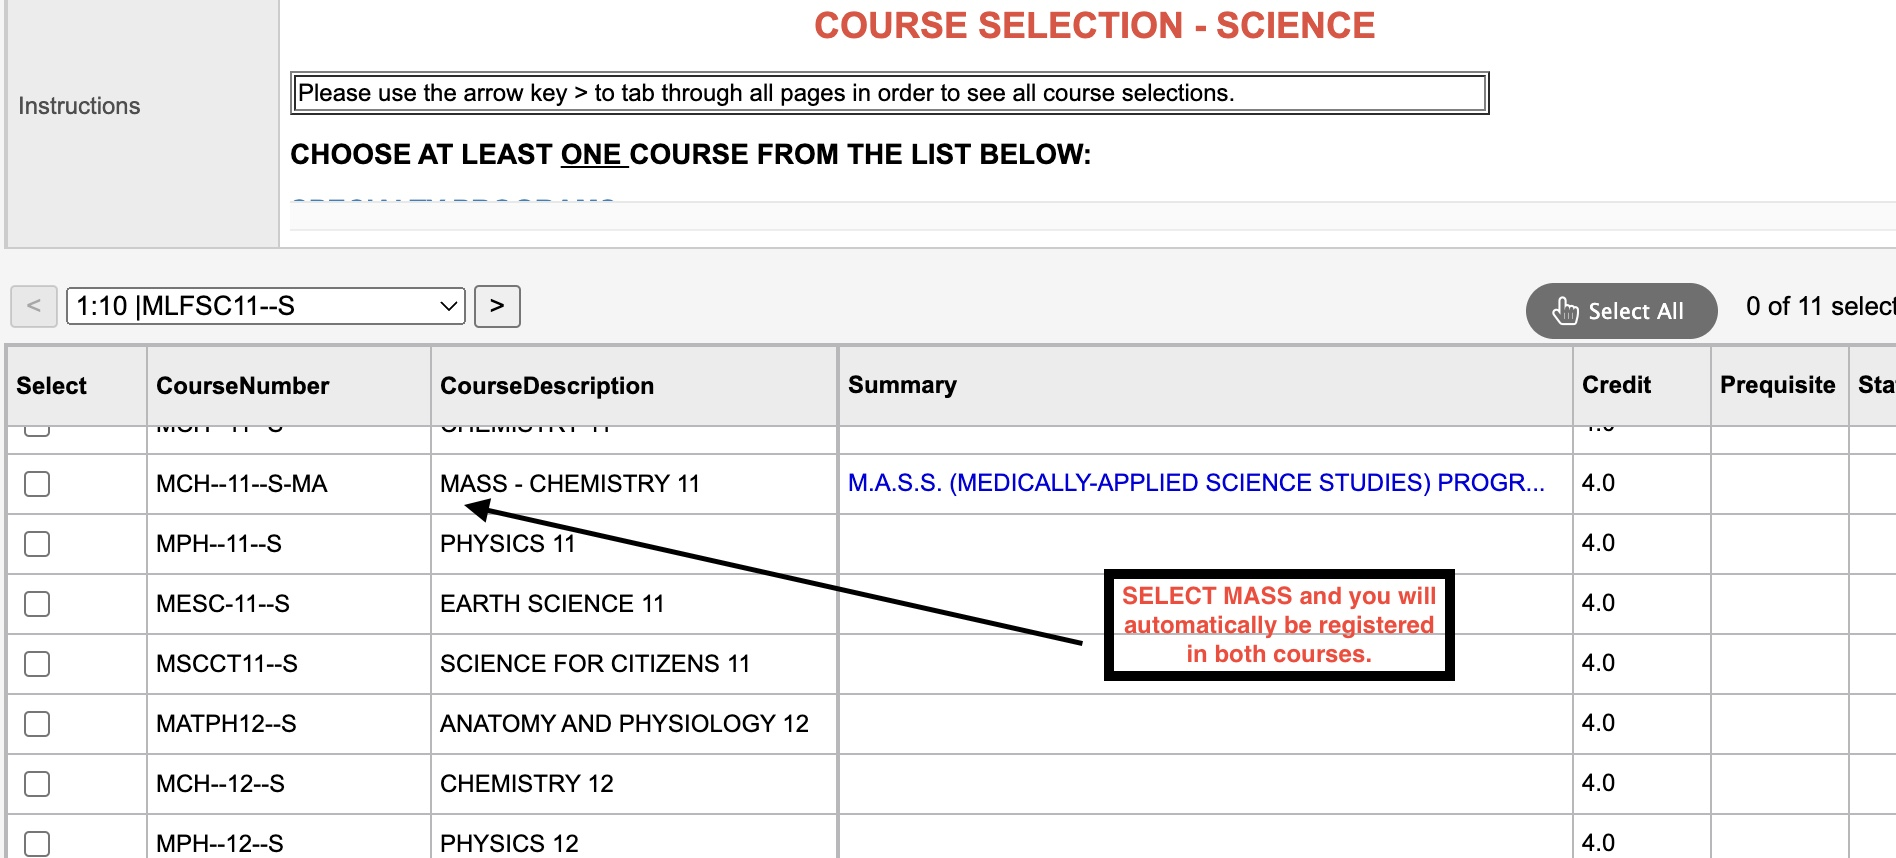 COURSE SELECTION - SCIENCE
Instructions
Please use the arrow key > to tab through all pages in order to see all course selections.
CHOOSE AT LEAST ONE COURSE FROM THE LIST BELOW:
< 1:10 |MLFSC11--S > Select All 0 of 11 select
Select CourseNumber CourseDescription Summary Credit Prequisite Sta
MCH--11--S-MA MASS - CHEMISTRY 11 M.A.S.S. (MEDICALLY-APPLIED SCIENCE STUDIES) PROGR... 4.0
MPH--11--S PHYSICS 11 4.0
MESC-11--S EARTH SCIENCE 11 4.0
MSCCT11--S SCIENCE FOR CITIZENS 11 4.0
MATPH12--S ANATOMY AND PHYSIOLOGY 12 4.0
MCH--12--S CHEMISTRY 12 4.0
MPH--12--S PHYSICS 12 4.0
SELECT MASS and you will
automatically be registered
in both courses.